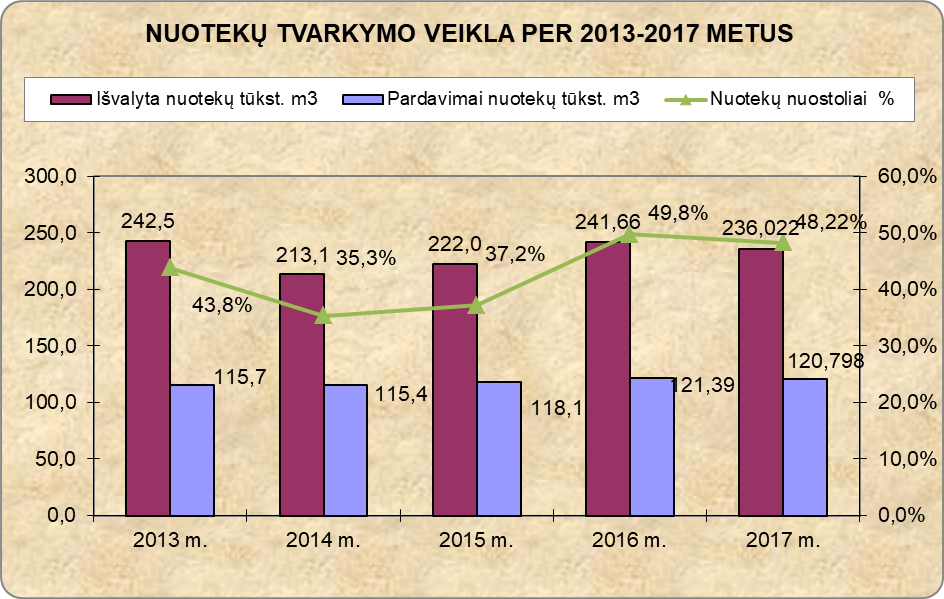 NUOTEKŲ TVARKYMO VEIKLA PER 2013-2017 METUS
Išvalyta nuotekų tūkst. m3 Pardavimai nuotekų tūkst. m3 Nuotekų nuostoliai %
300,0 60,0%
242,5 241,66 49,8% 236,022 48,22%
250,0 213,1 35,3% 222,0 37,2% 50,0%
200,0 43,8% 40,0%
150,0 30,0%
115,7 115,4 118,1 121,39 120,798
100,0 20,0%
50,0 10,0%
0,0 0,0%
2013 m. 2014 m. 2015 m. 2016 m. 2017 m.